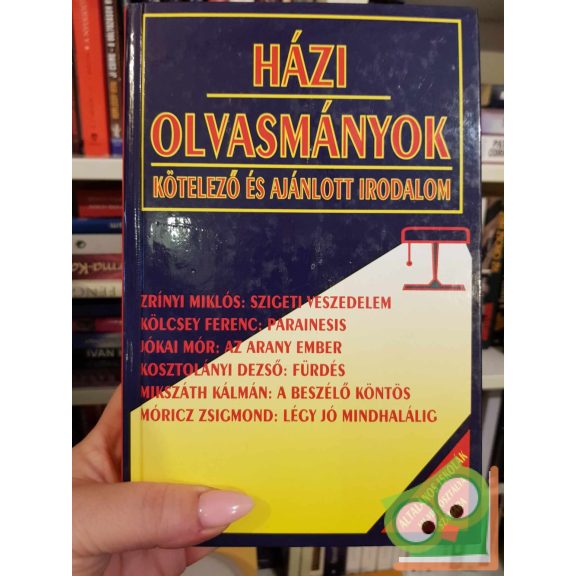 HÁZI
OLVASMÁNYOK
KÖTELEZŐ ÉS AJÁNLOTT IRODALOM
ZRÍNYI MIKLÓS: SZIGETI VESZEDELEM
KÖLCSEY FERENC: PARAINESIS
JÓKAI MÓR: AZ ARANY EMBER
KOSZTOLÁNYI DEZSŐ: FÜRDÉS
MIKSZÁTH KÁLMÁN: A BESZÉLŐ KÖNTÖS
MÓRICZ ZSIGMOND: LÉGY JÓ MINDHALÁLIG